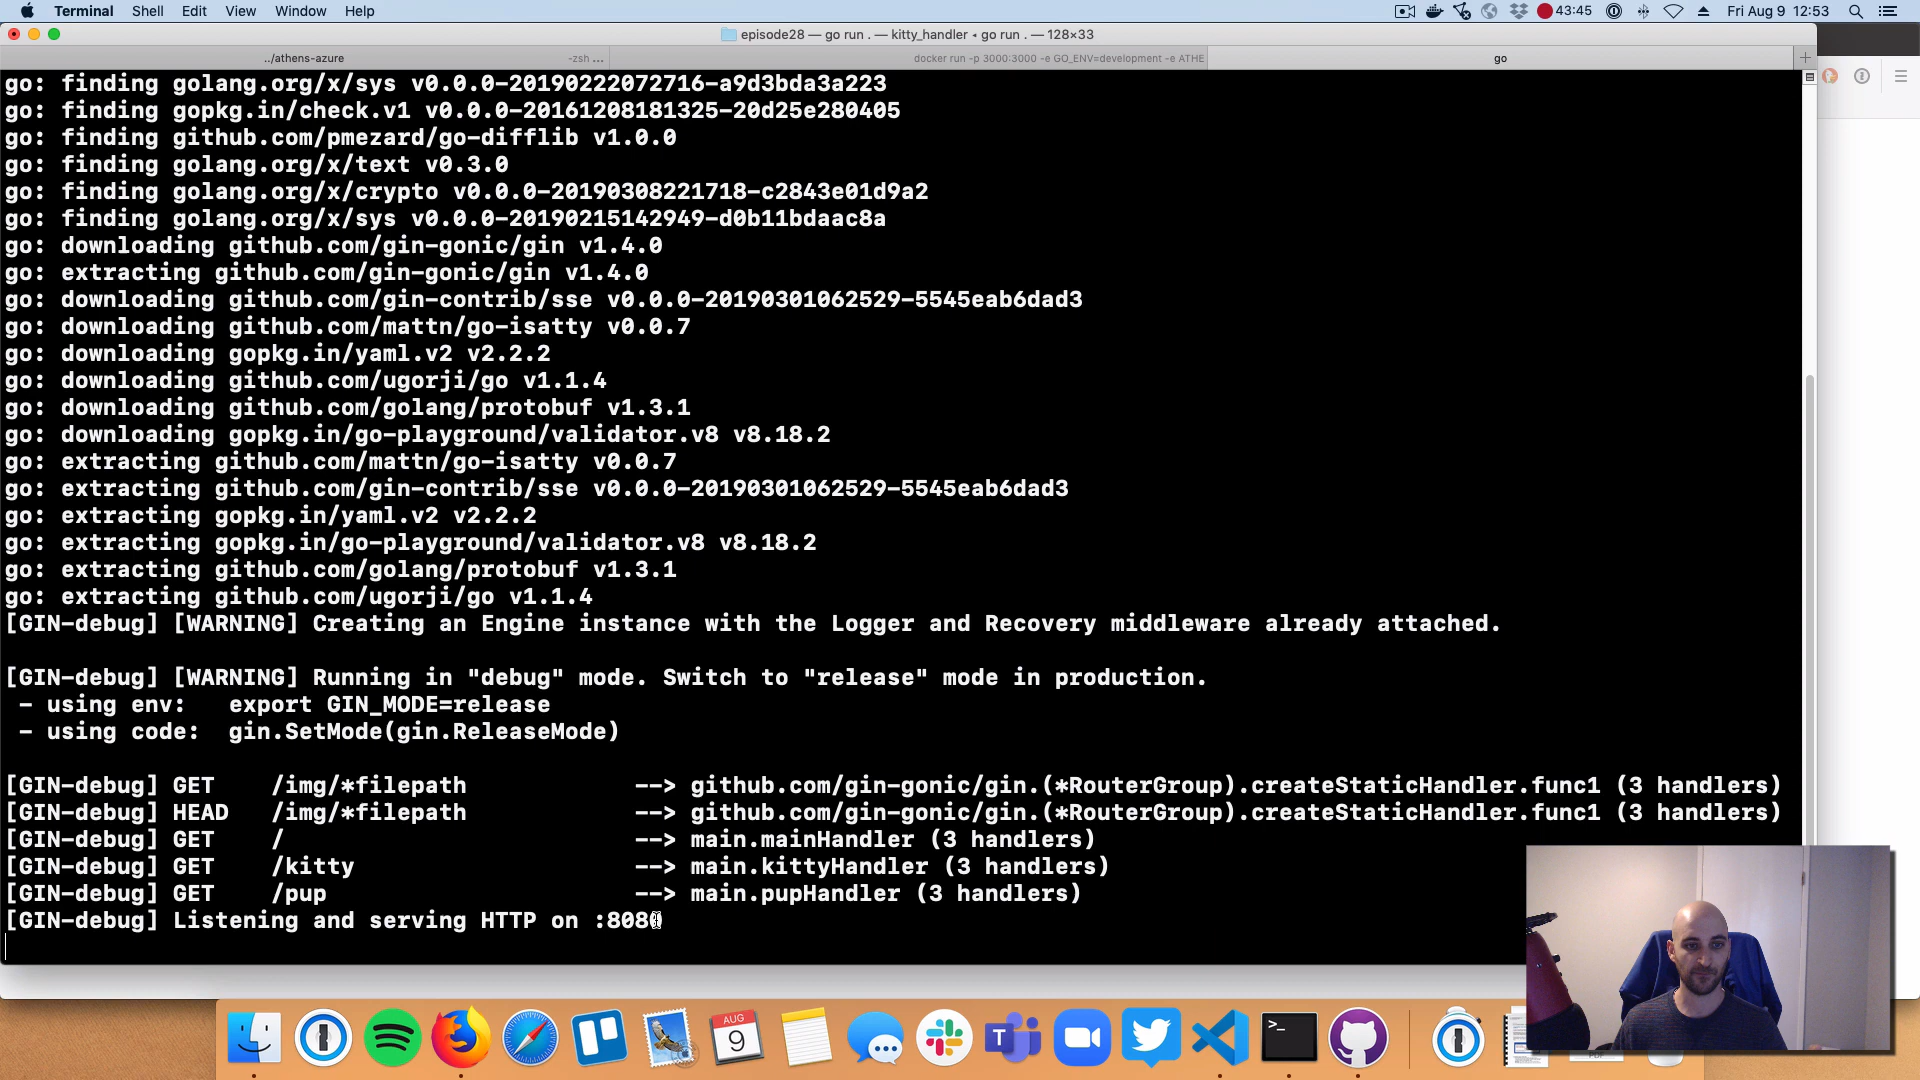 Terminal Shell Edit View Window Help 43:45 Fri Aug 9 12:53
episode28 — go run . — kitty_handler ◂ go run . — 128×33
../athens-azure -zsh ... docker run -p 3000:3000 -e GO_ENV=development -e ATHE go
go: finding golang.org/x/sys v0.0.0-20190222072716-a9d3bda3a223
go: finding gopkg.in/check.v1 v0.0.0-20161208181325-20d25e280405
go: finding github.com/pmezard/go-difflib v1.0.0
go: finding golang.org/x/text v0.3.0
go: finding golang.org/x/crypto v0.0.0-20190308221718-c2843e01d9a2
go: finding golang.org/x/sys v0.0.0-20190215142949-d0b11bdaac8a
go: downloading github.com/gin-gonic/gin v1.4.0
go: extracting github.com/gin-gonic/gin v1.4.0
go: downloading github.com/gin-contrib/sse v0.0.0-20190301062529-5545eab6dad3
go: downloading github.com/mattn/go-isatty v0.0.7
go: downloading gopkg.in/yaml.v2 v2.2.2
go: downloading github.com/ugorji/go v1.1.4
go: downloading github.com/golang/protobuf v1.3.1
go: downloading gopkg.in/go-playground/validator.v8 v8.18.2
go: extracting github.com/mattn/go-isatty v0.0.7
go: extracting github.com/gin-contrib/sse v0.0.0-20190301062529-5545eab6dad3
go: extracting gopkg.in/yaml.v2 v2.2.2
go: extracting gopkg.in/go-playground/validator.v8 v8.18.2
go: extracting github.com/golang/protobuf v1.3.1
go: extracting github.com/ugorji/go v1.1.4
[GIN-debug] [WARNING] Creating an Engine instance with the Logger and Recovery middleware already attached.
[GIN-debug] [WARNING] Running in "debug" mode. Switch to "release" mode in production.
- using env: export GIN_MODE=release
- using code: gin.SetMode(gin.ReleaseMode)
[GIN-debug] GET /img/*filepath --> github.com/gin-gonic/gin.(*RouterGroup).createStaticHandler.func1 (3 handlers)
[GIN-debug] HEAD /img/*filepath --> github.com/gin-gonic/gin.(*RouterGroup).createStaticHandler.func1 (3 handlers)
[GIN-debug] GET / --> main.mainHandler (3 handlers)
[GIN-debug] GET /kitty --> main.kittyHandler (3 handlers)
[GIN-debug] GET /pup --> main.pupHandler (3 handlers)
[GIN-debug] Listening and serving HTTP on :8080
AUG
9
T
>_